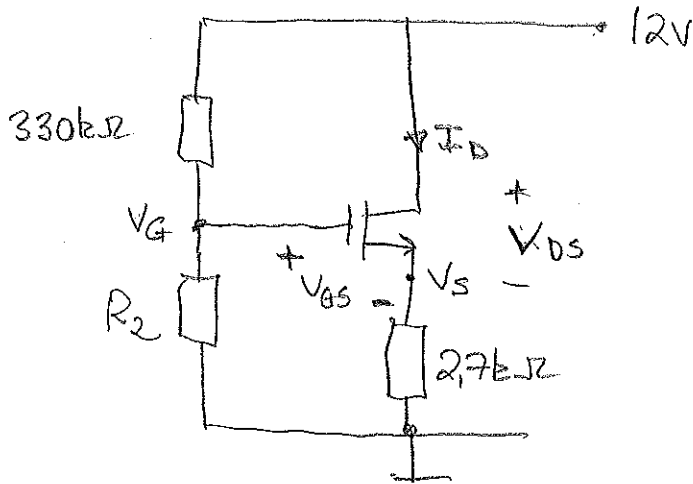 12V
330kΩ
I_D
V_G
+
V_DS
+
V_GS -
V_S -
R_2
2,7kΩ